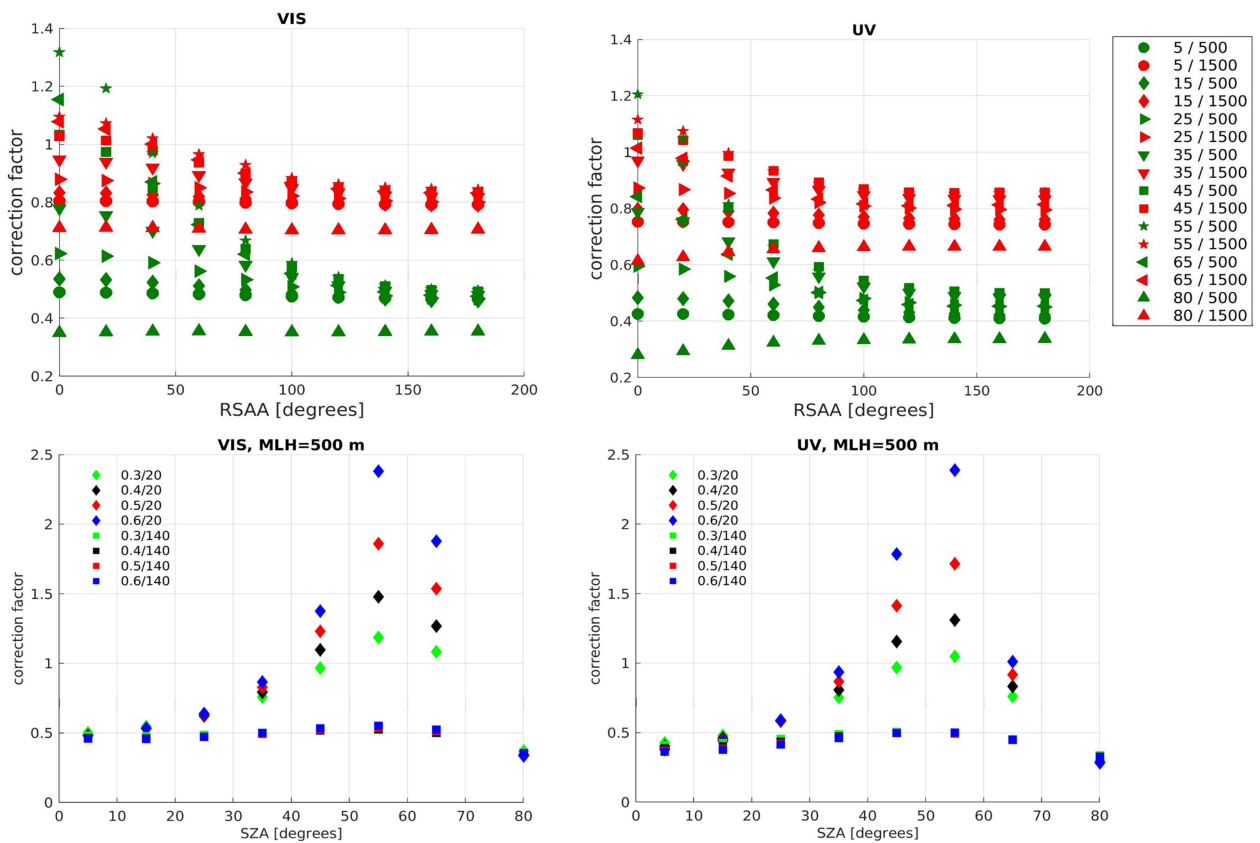 VIS
1.4
1.2
1
0.8
0.6
0.4
0.2
correction factor
0
50
100
150
200
RSAA [degrees]
UV
1.4
1.2
1
0.8
0.6
0.4
0.2
correction factor
0
50
100
150
200
RSAA [degrees]
5 / 500
5 / 1500
15 / 500
15 / 1500
25 / 500
25 / 1500
35 / 500
35 / 1500
45 / 500
45 / 1500
55 / 500
55 / 1500
65 / 500
65 / 1500
80 / 500
80 / 1500
VIS, MLH=500 m
2.5
2
1.5
1
0.5
0
correction factor
0.3/20
0.4/20
0.5/20
0.6/20
0.3/140
0.4/140
0.5/140
0.6/140
0
10
20
30
40
50
60
70
80
SZA [degrees]
UV, MLH=500 m
2.5
2
1.5
1
0.5
0
correction factor
0.3/20
0.4/20
0.5/20
0.6/20
0.3/140
0.4/140
0.5/140
0.6/140
0
10
20
30
40
50
60
70
80
SZA [degrees]